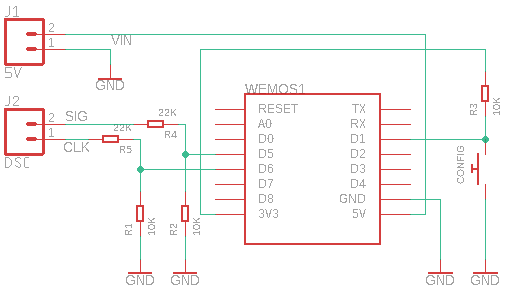 J1
2
1
VIN
5V
GND
J2
2
1
SIG
CLK
DSC
22K
R4
22K
R5
R1
10K
R2
10K
GND
GND
WEMOS1
RESET
A0
D0
D5
D6
D7
D8
3V3
TX
RX
D1
D2
D3
D4
GND
5V
R3
10K
CONFIG
GND
GND